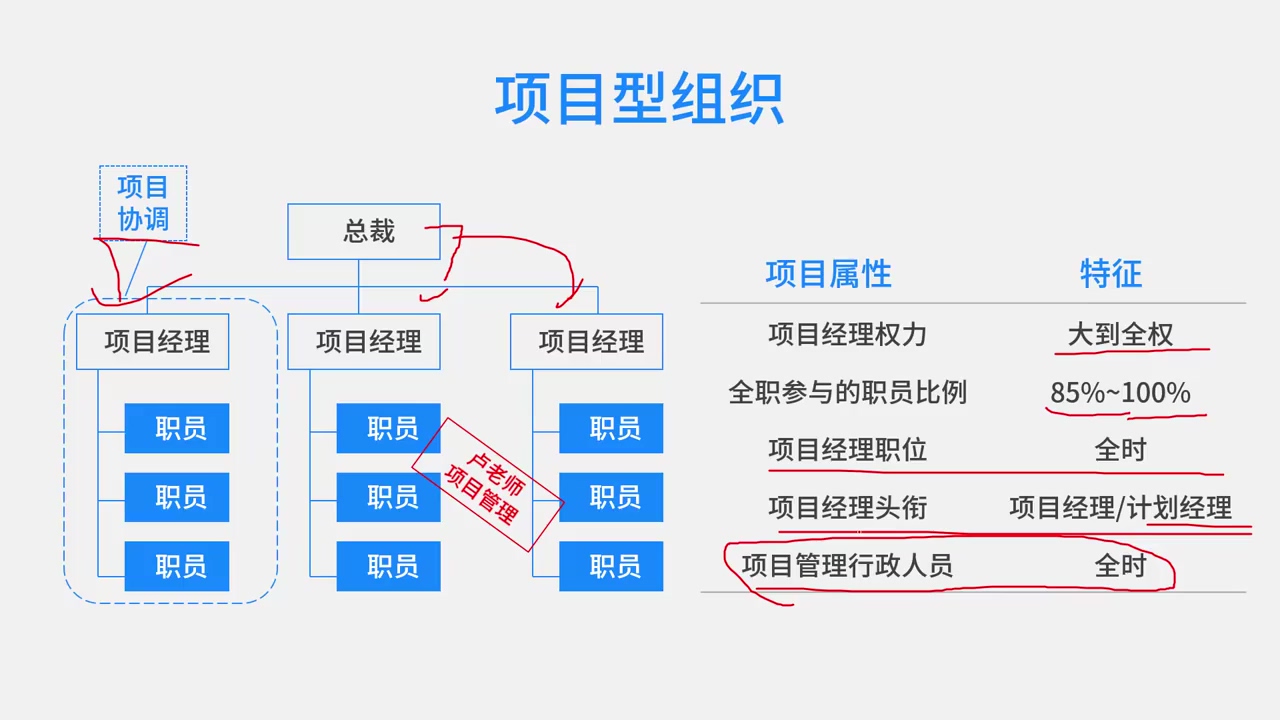 项目型组织
项目
协调
总裁
项目经理
项目经理
项目经理
职员
职员
职员
职员
职员
职员
职员
职员
职员
卢老师
项目管理
项目属性 特征
项目经理权力 大到全权
全职参与的职员比例 85%~100%
项目经理职位 全时
项目经理头衔 项目经理/计划经理
项目管理行政人员 全时